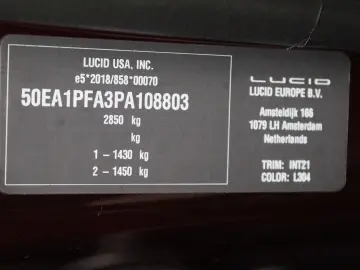 LUCID USA, INC.
e5*2018/858*00070
50EA1PFA3PA108803
2850 kg
kg
1 – 1430 kg
2 – 1450 kg
LUCID
LUCID EUROPE B.V.
Amsteldijk 166
1079 LH Amsterdam
Netherlands
TRIM: INT21
COLOR: L304